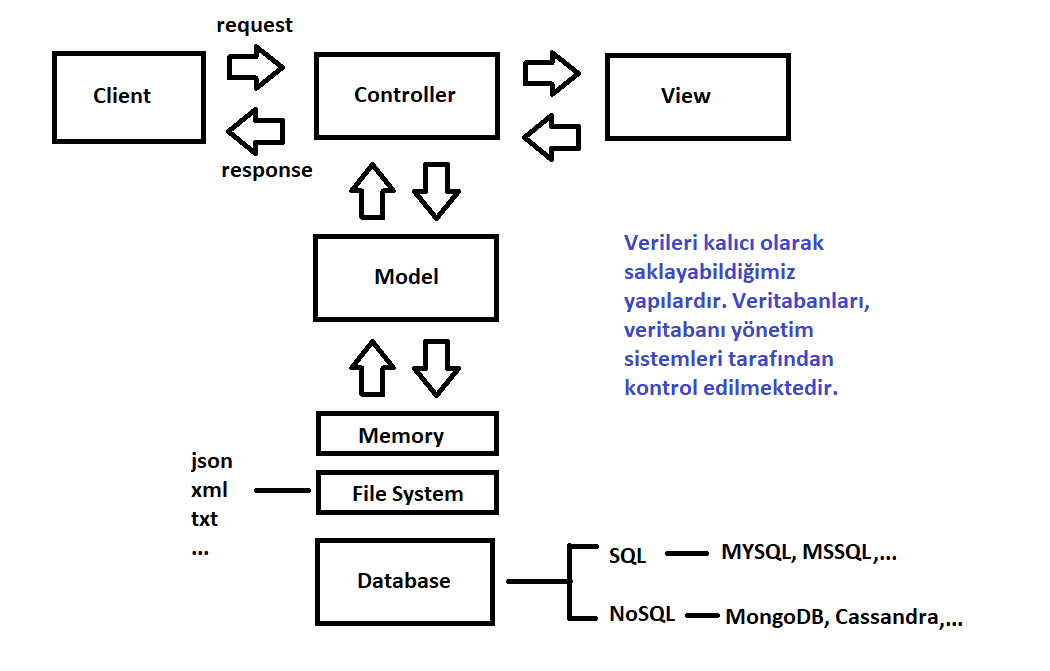 request
Client
Controller
View
response
Model
Verileri kalıcı olarak
saklayabildiğimiz
yapılardır. Veritabanları,
veritabanı yönetim
sistemleri tarafından
kontrol edilmektedir.
Memory
json
xml
txt
...
File System
Database
SQL
MYSQL, MSSQL,...
NoSQL
MongoDB, Cassandra,...